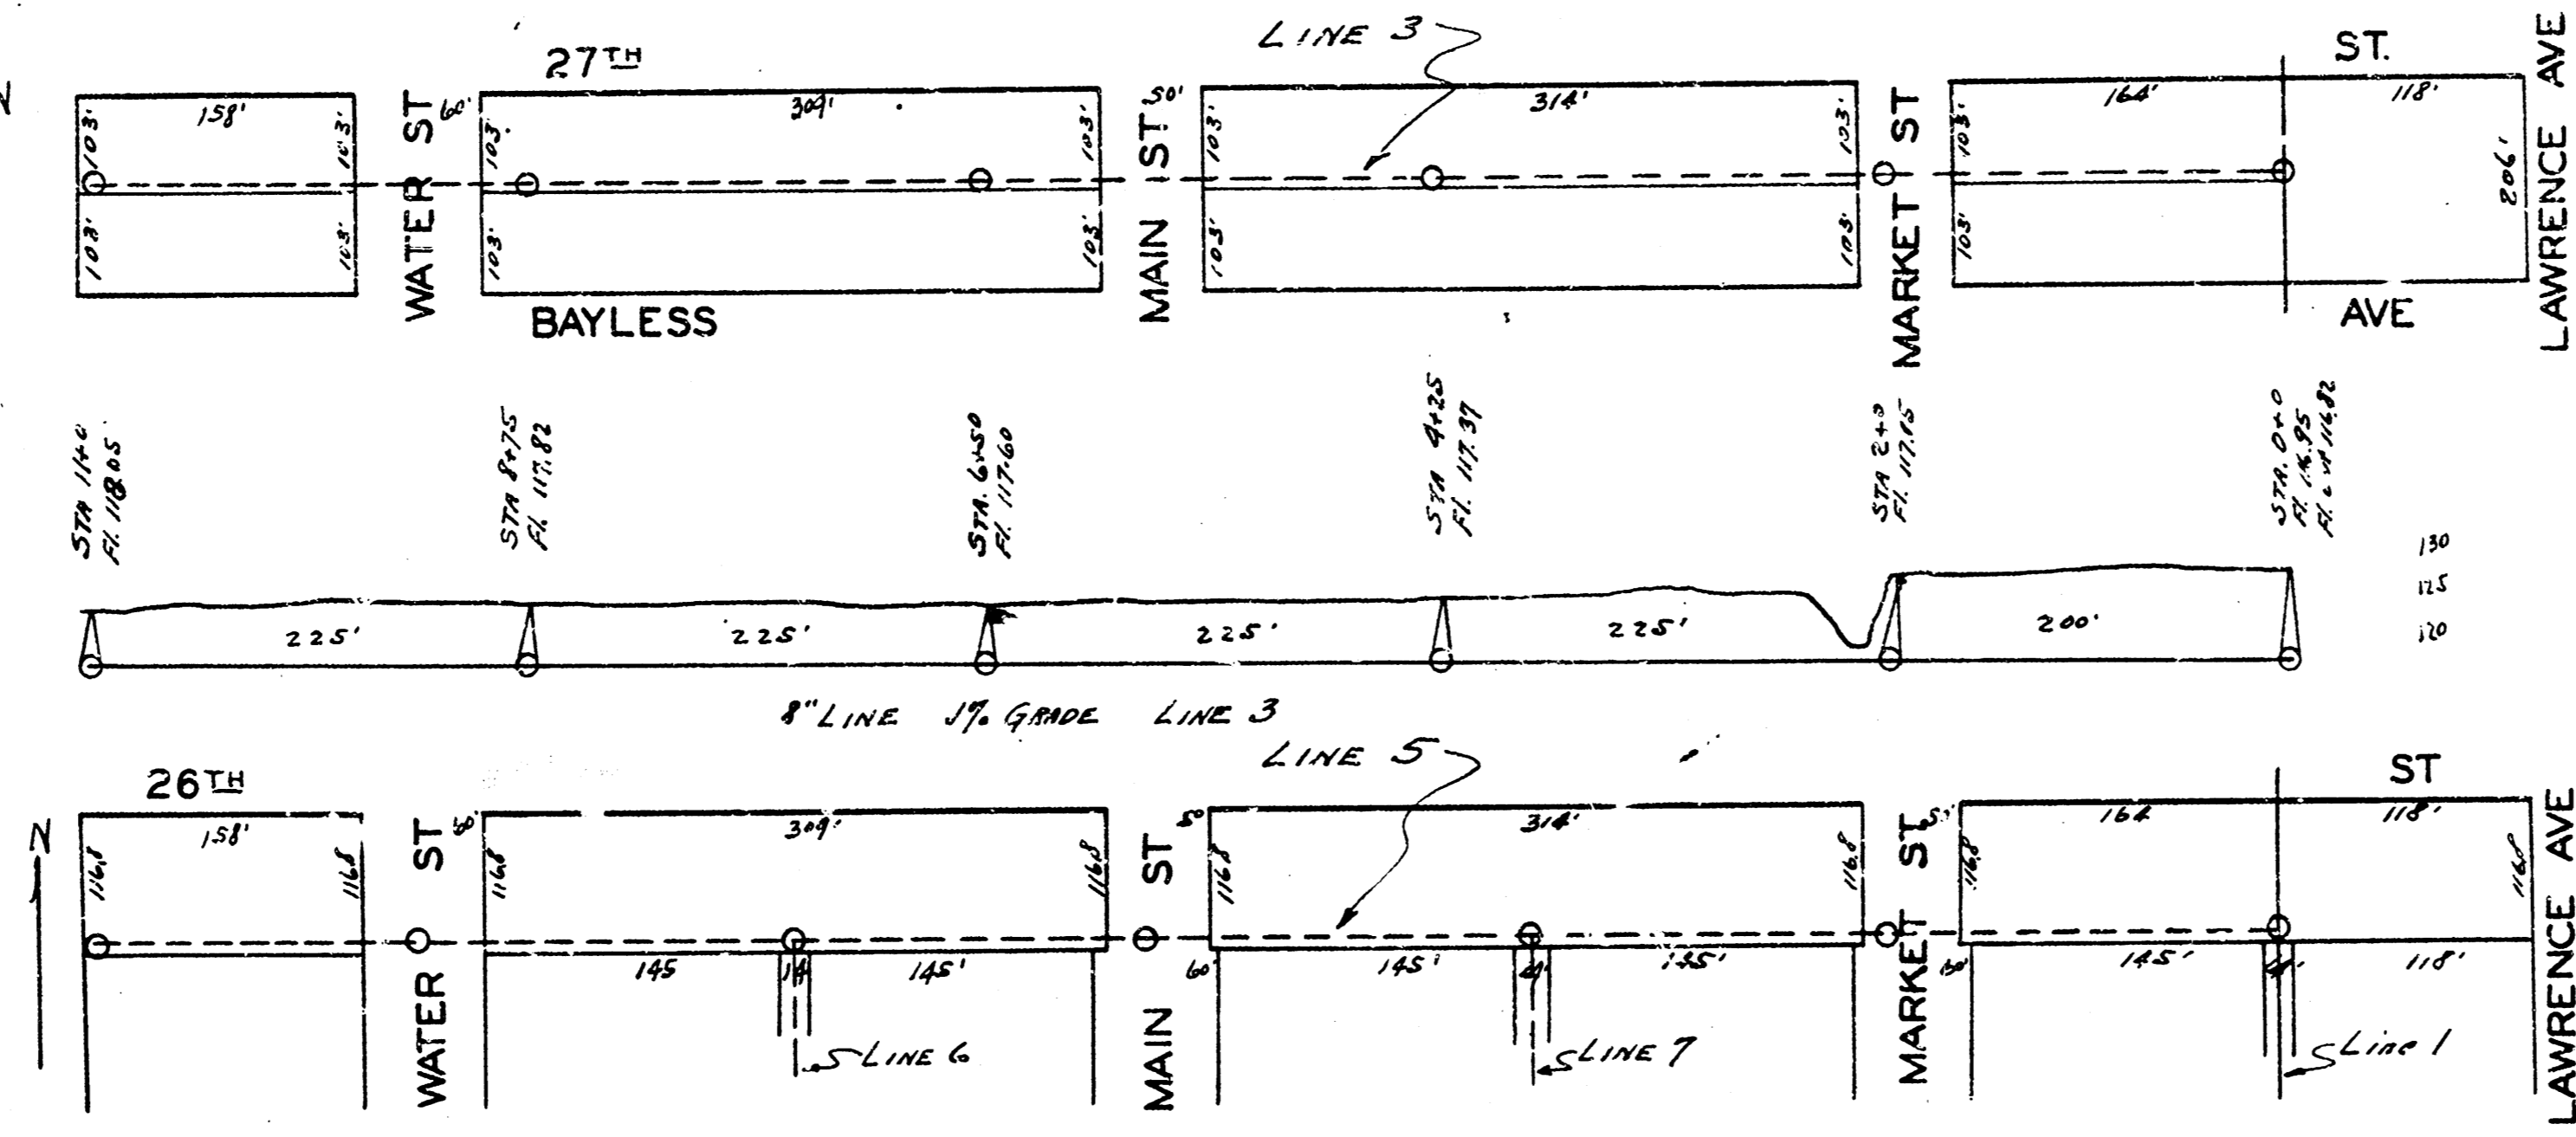 LINE 3
27TH
ST.
158'
60'
309'
50'
314'
164'
118'
103'
103'
103'
103'
103'
103'
103'
103'
103'
103'
103'
103'
103'
103'
206'
WATER ST
MAIN ST
MARKET ST
LAWRENCE AVE
BAYLESS
AVE
STA 11+0
Fl. 118.05
STA 8+75
Fl. 117.82
STA. 6+50
Fl. 117.60
STA 4+25
Fl. 117.37
STA 2+0
Fl. 117.15
STA. 0+0
Fl. 116.95
130
125
120
225'
225'
225'
225'
200'
8" LINE
GRADE
LINE 3
LINE 5
26TH
ST
N
158'
60'
309'
50
314'
164
118'
116.8
116.8
116.8
116.8
116.8
116.8
116.8
116.8
WATER ST
MAIN ST
MARKET ST
LAWRENCE AVE
145
14
145'
60'
145'
145'
118'
LINE 6
LINE 7
Line 1